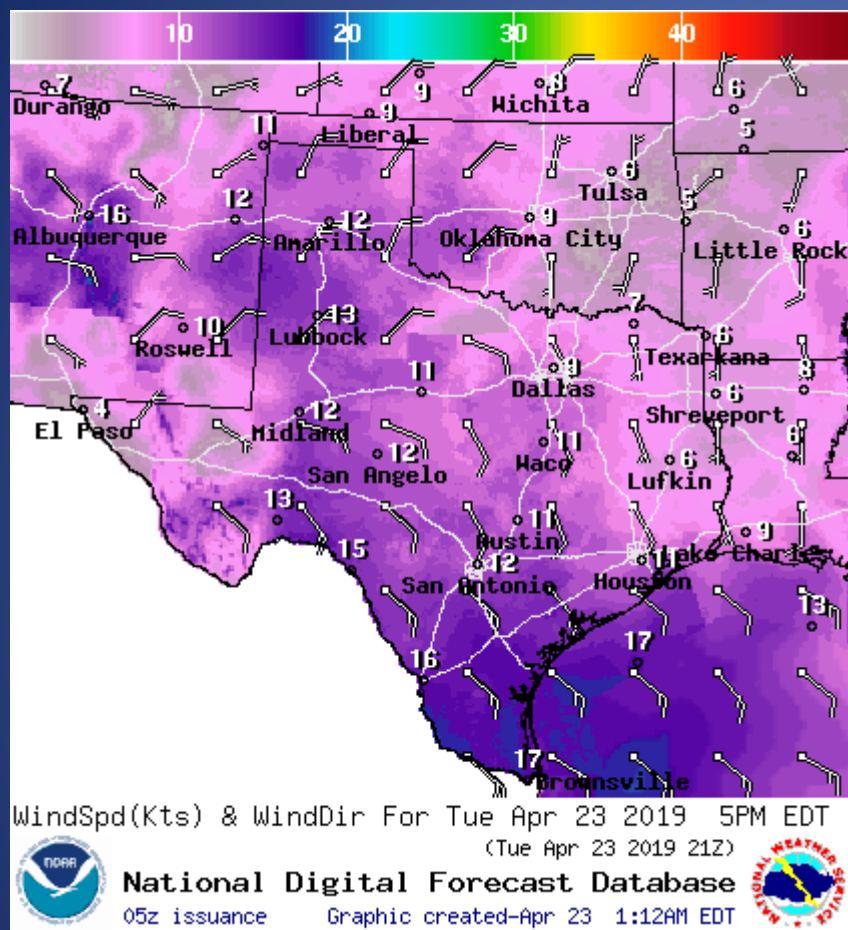 10 20 30 40
7 9 8 6
Durango Wichita
9
Liberal
11 5
6
Tulsa
16 12 12 9 5 6
Albuquerque Amarillo Oklahoma City Little Rock
10 13 7 6
Roswell Lubbock Texarkana
11 9 6 8
Dallas
Shreveport
4 12
El Paso Midland
12 11 6
San Angelo Waco Lufkin
13 11 9
Austin
Lake Charles
15 12 11
San Antonio Houston
13
16 17
17
Brownsville
WindSpd(Kts) & WindDir For Tue Apr 23 2019 5PM EDT
(Tue Apr 23 2019 21Z)
NOAA
National Digital Forecast Database
05z issuance Graphic created-Apr 23 1:12AM EDT
NATIONAL WEATHER SERVICE